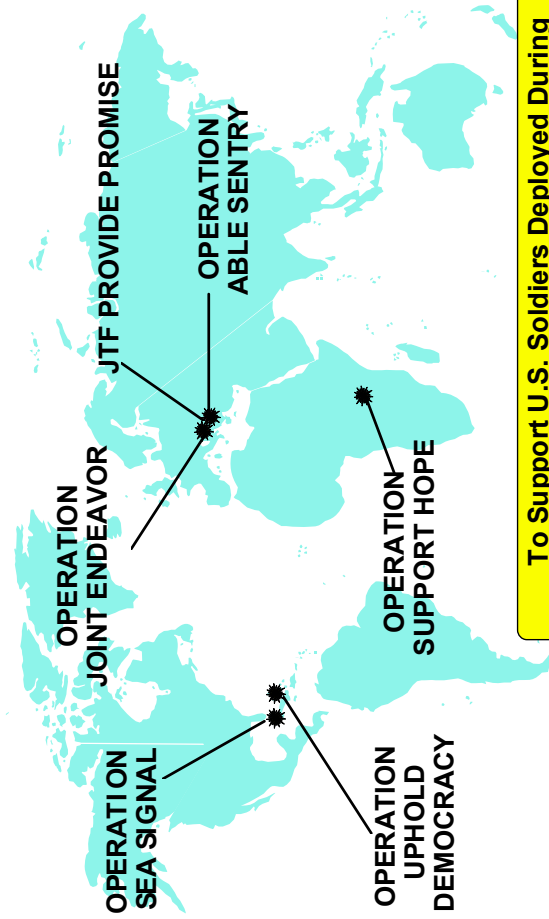 JTF PROVIDE PROMISE
OPERATION
ABLE SENTRY
OPERATION
JOINT ENDEAVOR
OPERATION
SUPPORT HOPE
OPERATION
SEA SIGNAL
OPERATION
UPHOLD
DEMOCRACY
To Support U.S. Soldiers Deployed During